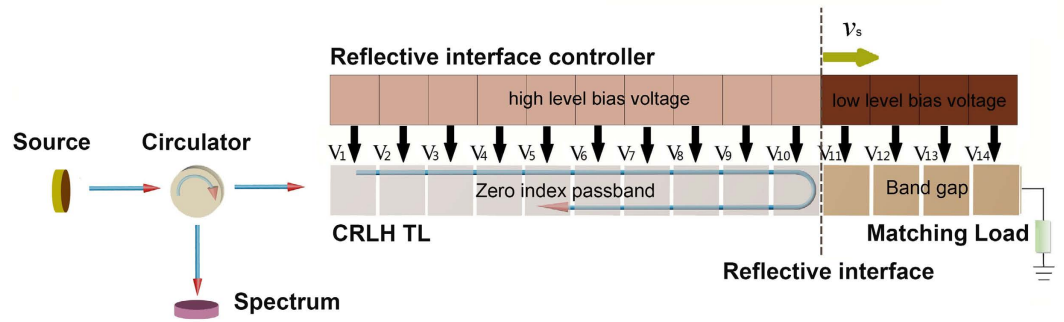 vs
Reflective interface controller
high level bias voltage
low level bias voltage
Source
Circulator
V1 V2 V3 V4 V5 V6 V7 V8 V9 V10 V11 V12 V13 V14
Zero index passband
Band gap
CRLH TL
Matching Load
Reflective interface
Spectrum